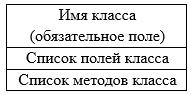 Имя класса
(обязательное поле)
Список полей класса
Список методов класса